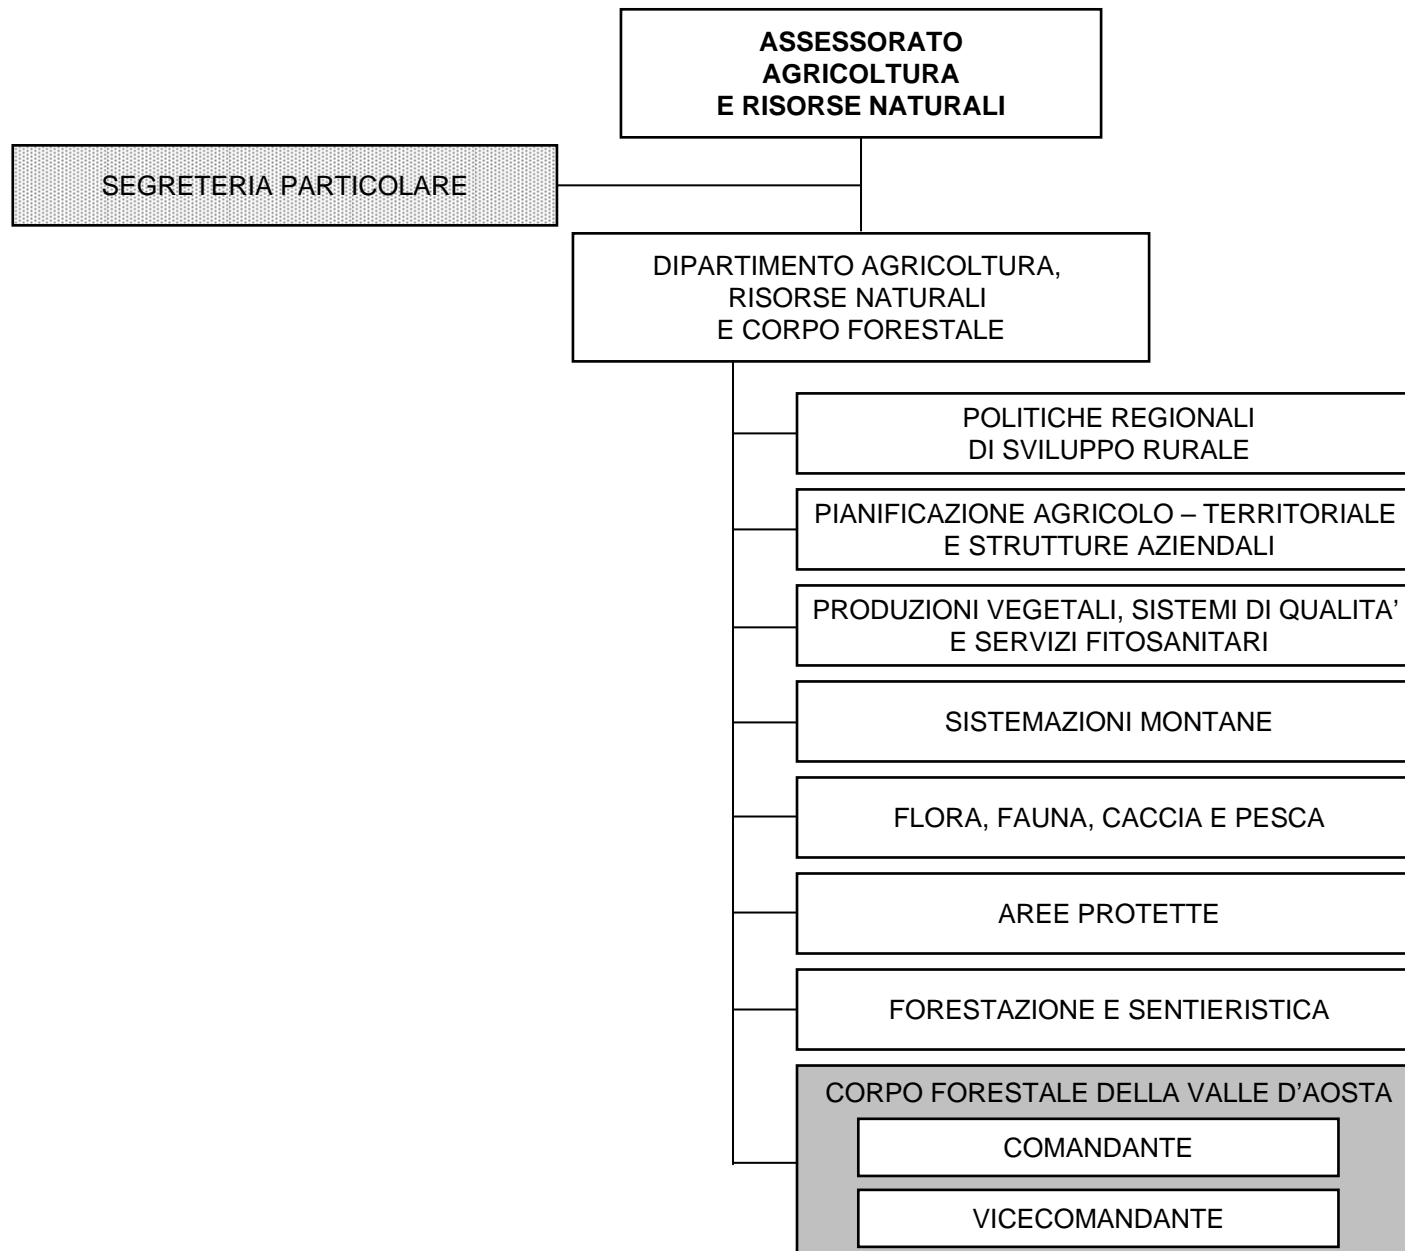 ASSESSORATO
AGRICOLTURA
E RISORSE NATURALI
SEGRETERIA PARTICOLARE
DIPARTIMENTO AGRICOLTURA,
RISORSE NATURALI
E CORPO FORESTALE
POLITICHE REGIONALI
DI SVILUPPO RURALE
PIANIFICAZIONE AGRICOLO – TERRITORIALE
E STRUTTURE AZIENDALI
PRODUZIONI VEGETALI, SISTEMI DI QUALITA’
E SERVIZI FITOSANITARI
SISTEMAZIONI MONTANE
FLORA, FAUNA, CACCIA E PESCA
AREE PROTETTE
FORESTAZIONE E SENTIERISTICA
CORPO FORESTALE DELLA VALLE D’AOSTA
COMANDANTE
VICECOMANDANTE